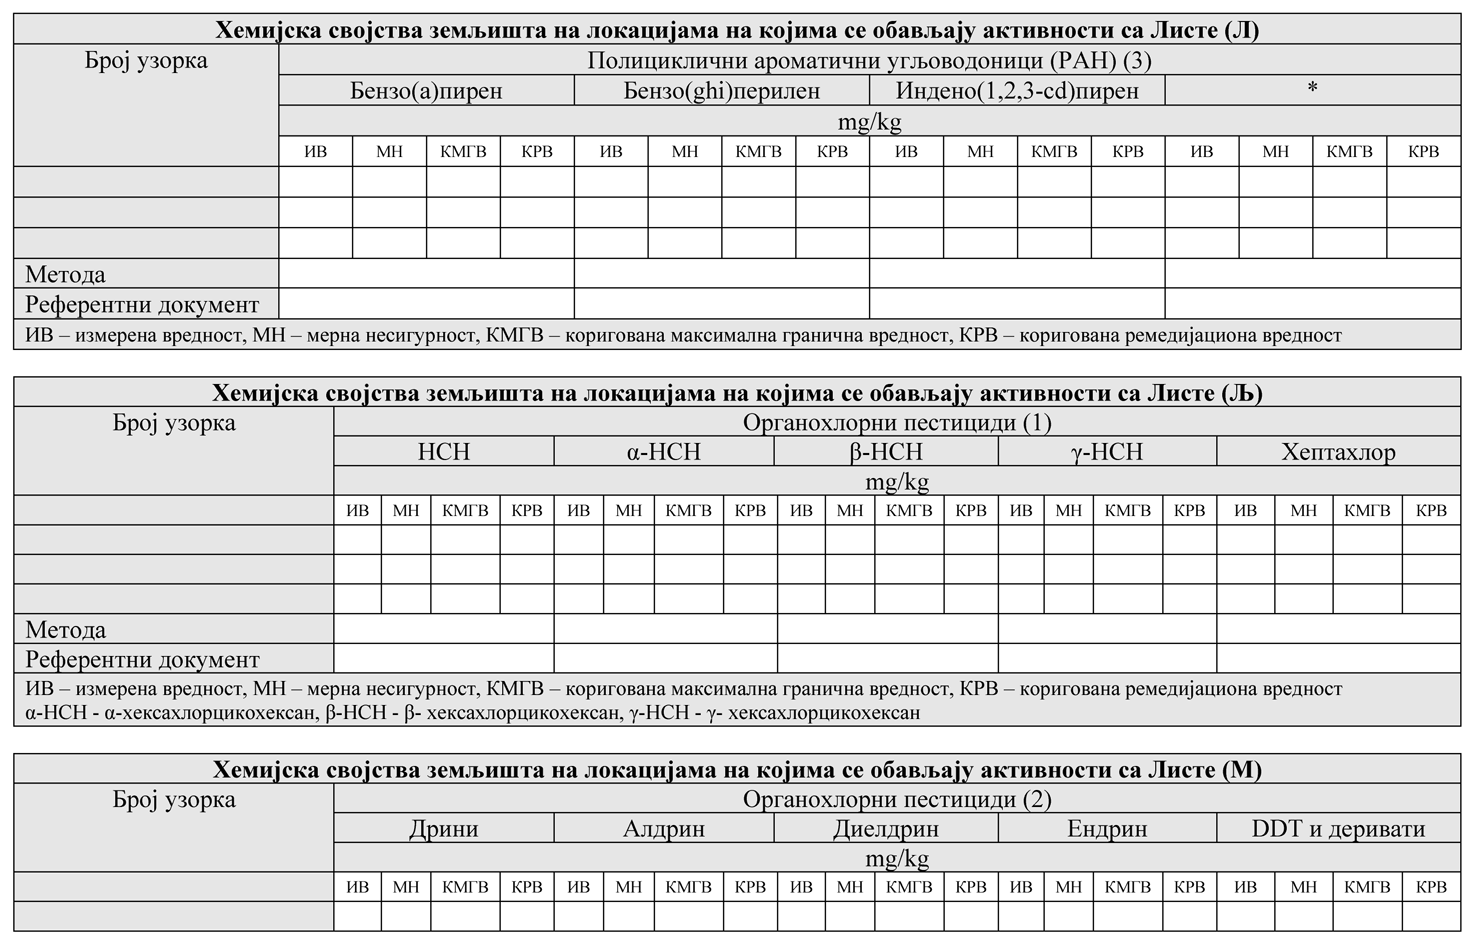 Хемијска својства земљишта на локацијама на којима се обављају активности са Листе (Л)
Број узорка Полициклични ароматични угљоводоници (PAH) (3)
Бензо(а)пирен Бензо(ghi)перилен Индено(1,2,3-cd)пирен *
mg/kg
ИВ МН КМГВ КРВ ИВ МН КМГВ КРВ ИВ МН КМГВ КРВ ИВ МН КМГВ КРВ
Метода
Референтни документ
ИВ – измерена вредност, МН – мерна несигурност, КМГВ – коригована максимална гранична вредност, КРВ – коригована ремедијациона вредност
Хемијска својства земљишта на локацијама на којима се обављају активности са Листе (Љ)
Број узорка Органохлорни пестициди (1)
HCH α-HCH β-HCH γ-HCH Хептахлор
mg/kg
ИВ МН КМГВ КРВ ИВ МН КМГВ КРВ ИВ МН КМГВ КРВ ИВ МН КМГВ КРВ ИВ МН КМГВ КРВ
Метода
Референтни документ
ИВ – измерена вредност, МН – мерна несигурност, КМГВ – коригована максимална гранична вредност, КРВ – коригована ремедијациона вредност
α-HCH - α-хексахлорцикохексан, β-HCH - β- хексахлорцикохексан, γ-HCH - γ- хексахлорцикохексан
Хемијска својства земљишта на локацијама на којима се обављају активности са Листе (М)
Број узорка Органохлорни пестициди (2)
Дрини Алдрин Диелдрин Ендрин DDT и деривати
mg/kg
ИВ МН КМГВ КРВ ИВ МН КМГВ КРВ ИВ МН КМГВ КРВ ИВ МН КМГВ КРВ ИВ МН КМГВ КРВ